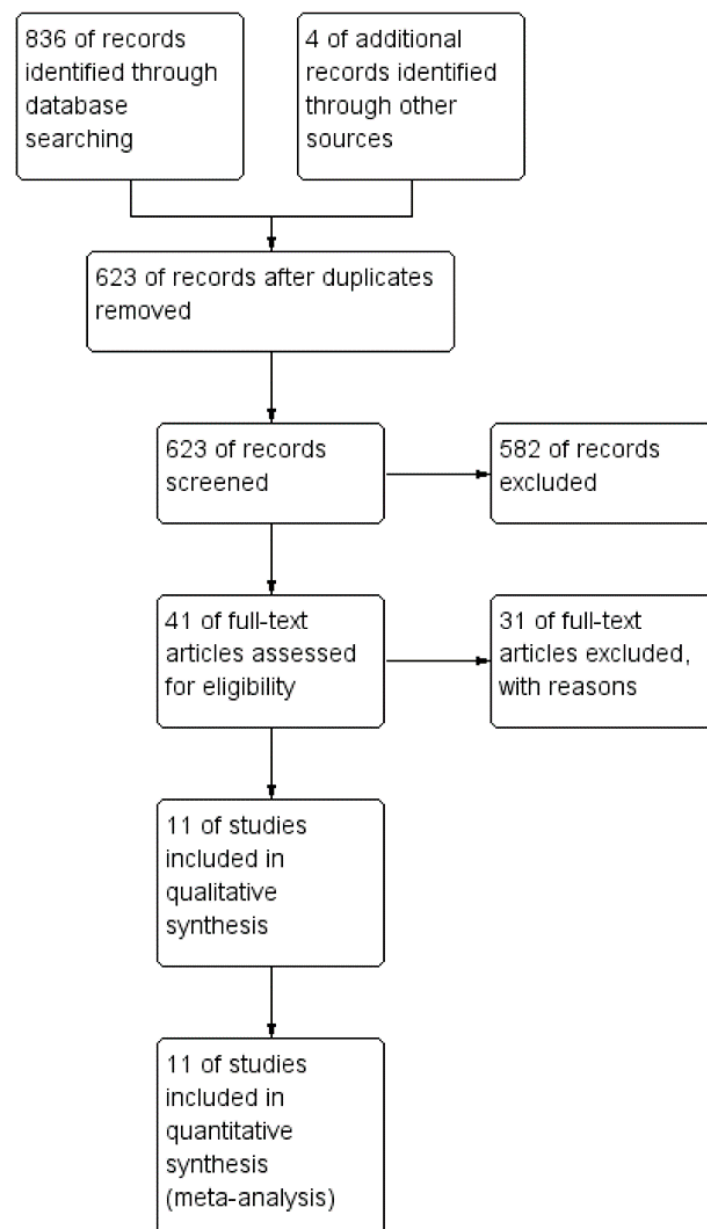 836 of records
identified through
database
searching
4 of additional
records identified
through other
sources
623 of records after duplicates
removed
623 of records
screened
582 of records
excluded
41 of full-text
articles assessed
for eligibility
31 of full-text
articles excluded,
with reasons
11 of studies
included in
qualitative
synthesis
11 of studies
included in
quantitative
synthesis
(meta-analysis)